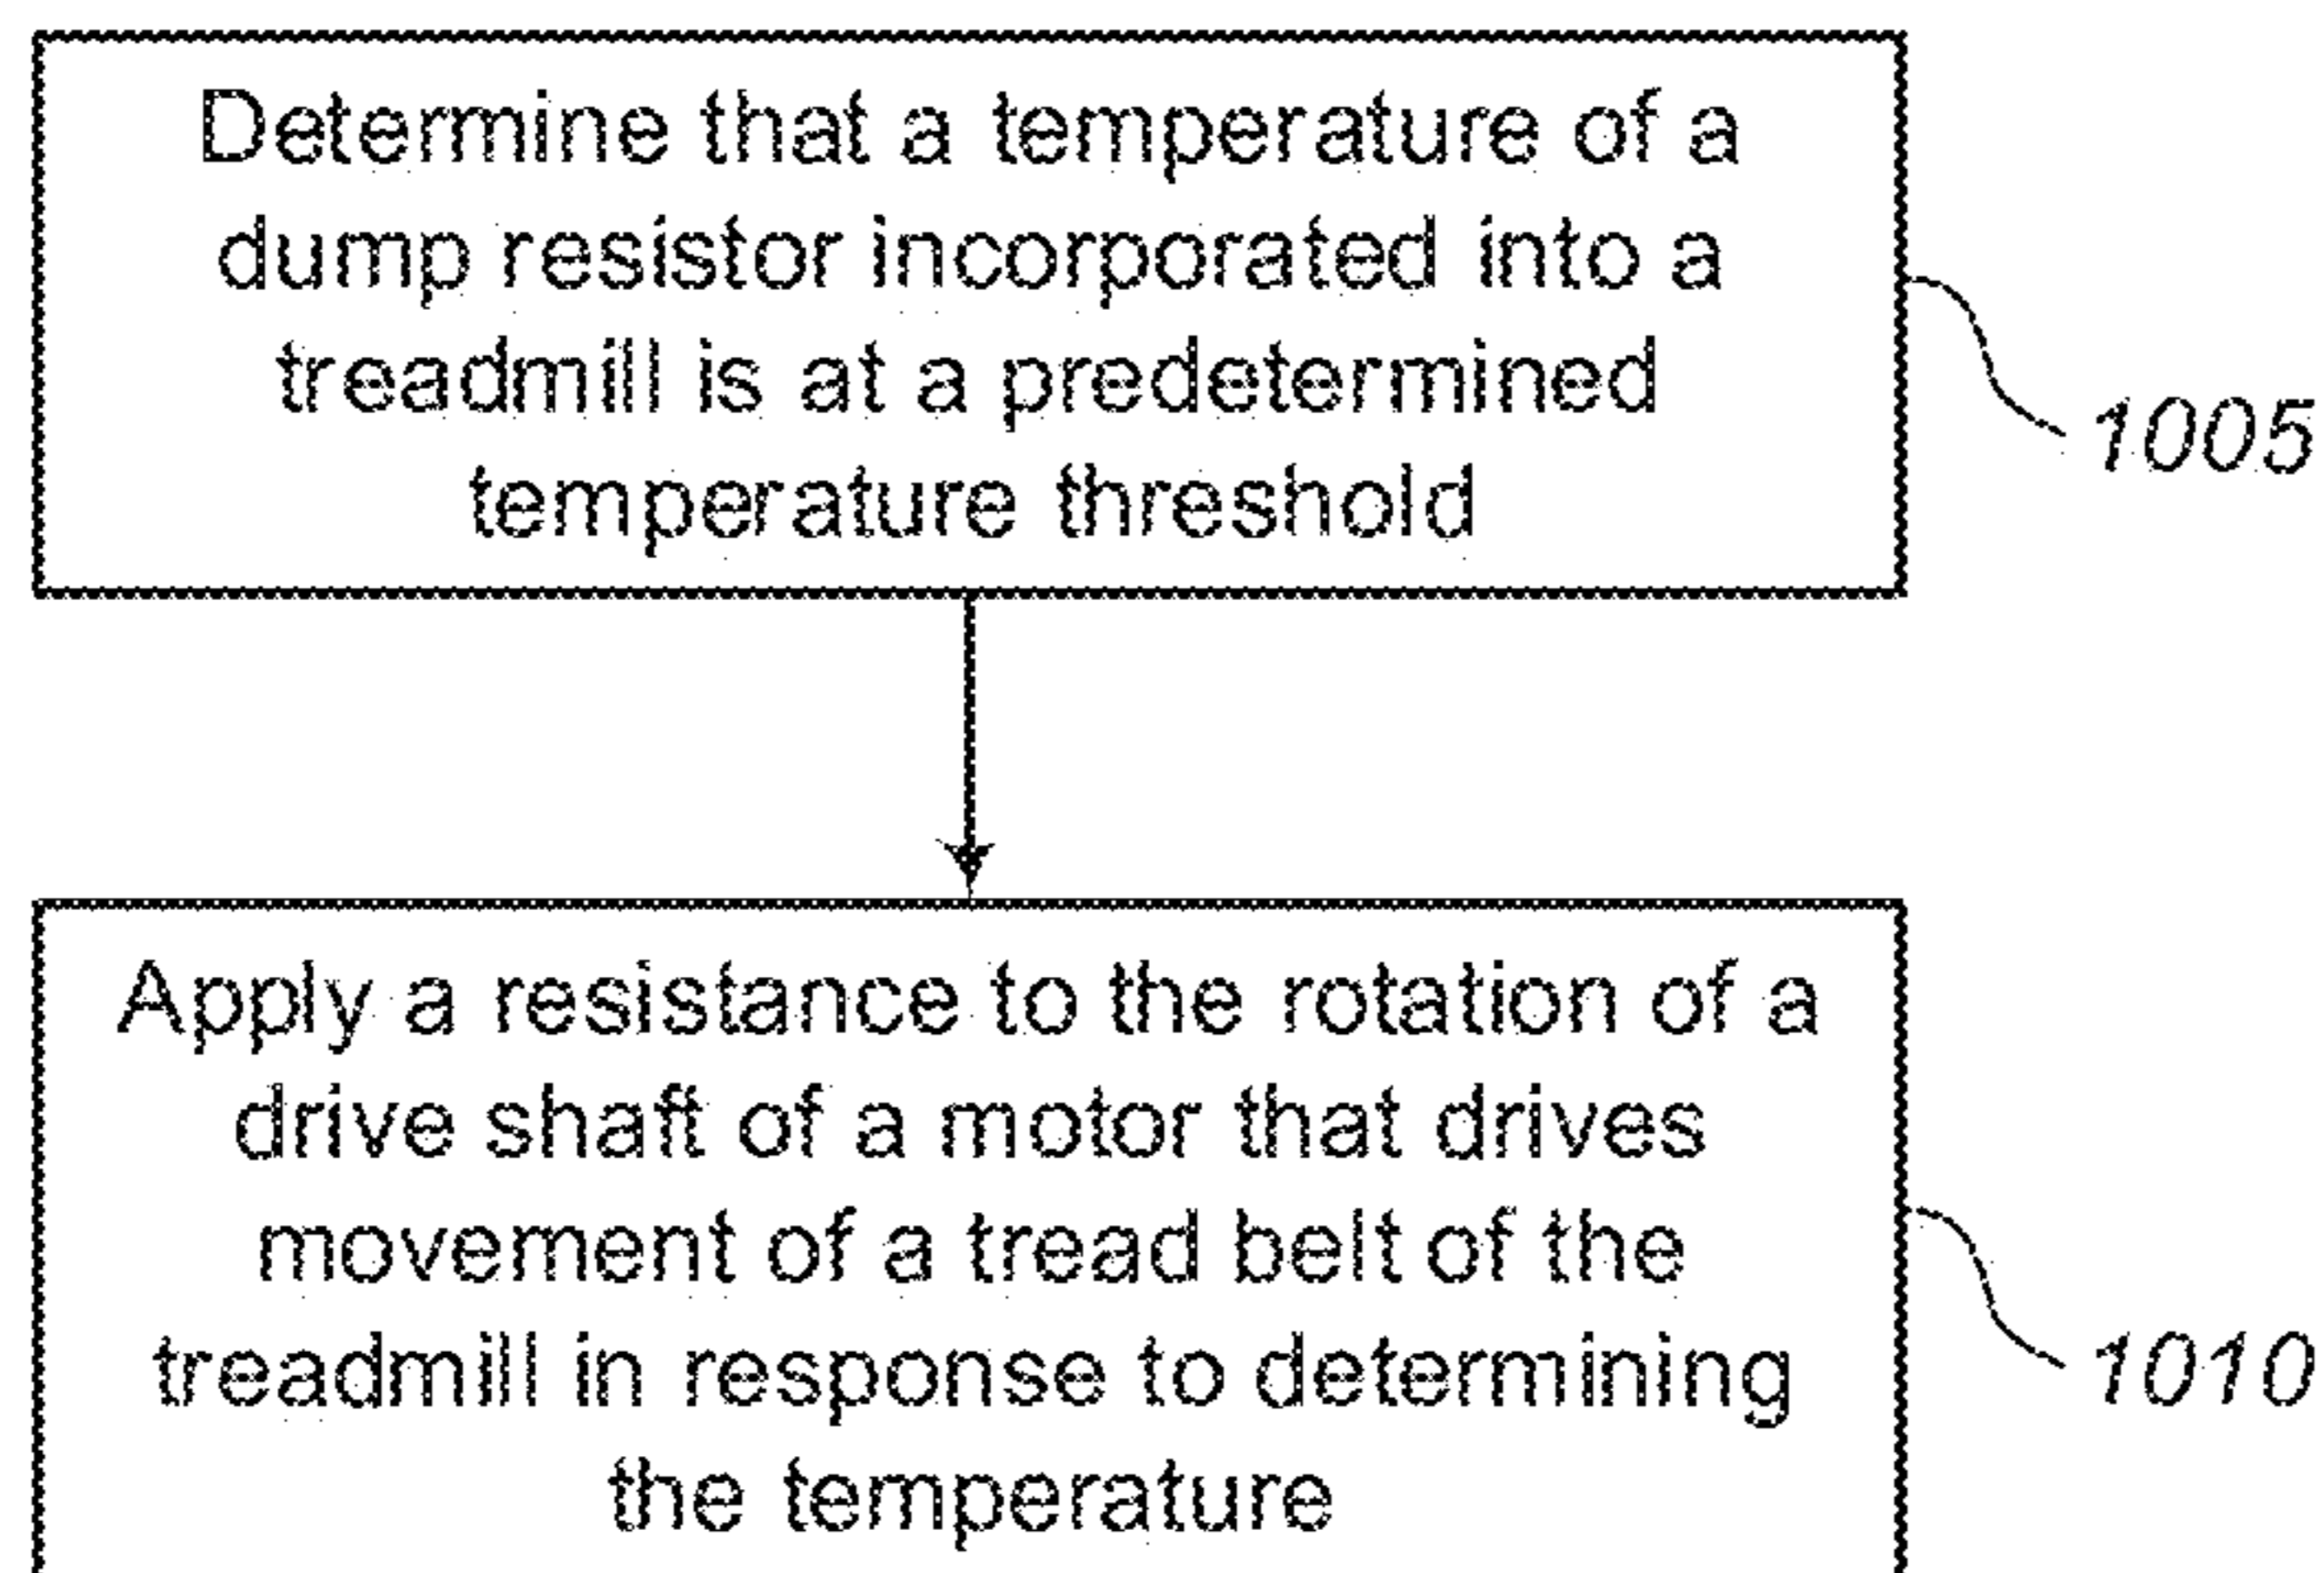 Determine that a temperature of a
dump resistor incorporated into a
treadmill is at a predetermined
temperature threshold
1005
Apply a resistance to the rotation of a
drive shaft of a motor that drives
movement of a tread belt of the
treadmill in response to determining
the temperature
1010